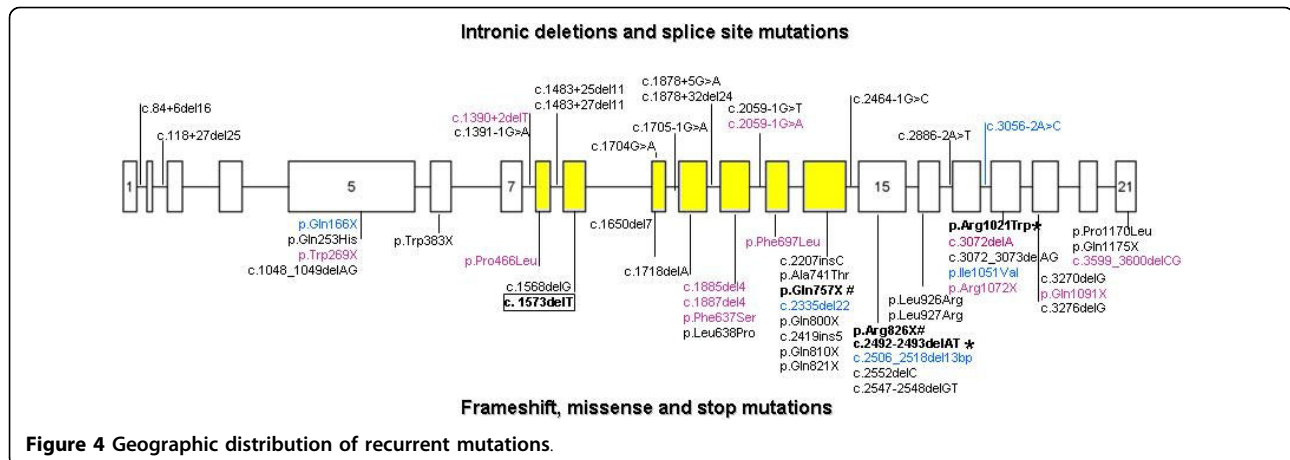 Intronic deletions and splice site mutations
c.84+6del16
c.118+27del25
c.1390+2delT
c.1391-1G>A
c.1483+25del11
c.1483+27del11
c.1704G>A
c.1705-1G>A
c.1878+5G>A
c.1878+32del24
c.2059-1G>T
c.2059-1G>A
c.2464-1G>C
c.2886-2A>T
c.3056-2A>C
1
5
7
15
21
p.Gln166X
p.Gln253His
p.Trp269X
c.1048_1049delAG
p.Trp383X
p.Pro466Leu
c.1568delG
c. 1573delT
c.1650del7
c.1718delA
c.1885del4
c.1887del4
p.Phe637Ser
p.Leu638Pro
p.Phe697Leu
c.2207insC
p.Ala741Thr
p.Gln757X #
c.2335del22
p.Gln800X
c.2419ins5
p.Gln810X
p.Gln821X
p.Arg826X#
c.2492-2493delAT *
c.2506_2518del13bp
c.2552delC
c.2547-2548delGT
p.Leu926Arg
p.Leu927Arg
p.Arg1021Trp*
c.3072delA
c.3072_3073delAG
p.Ile1051Val
p.Arg1072X
p.Gln1091X
c.3270delG
c.3276delG
p.Pro1170Leu
p.Gln1175X
c.3599_3600delCG
Frameshift, missense and stop mutations
Figure 4 Geographic distribution of recurrent mutations.